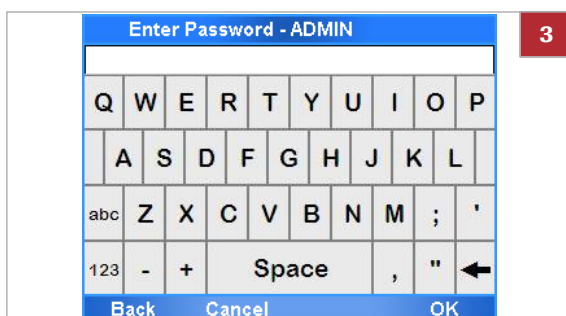 Enter Password - ADMIN
3
Q W E R T Y U I O P
A S D F G H J K L
abc Z X C V B N M ; '
123 - + Space , "
Back Cancel OK